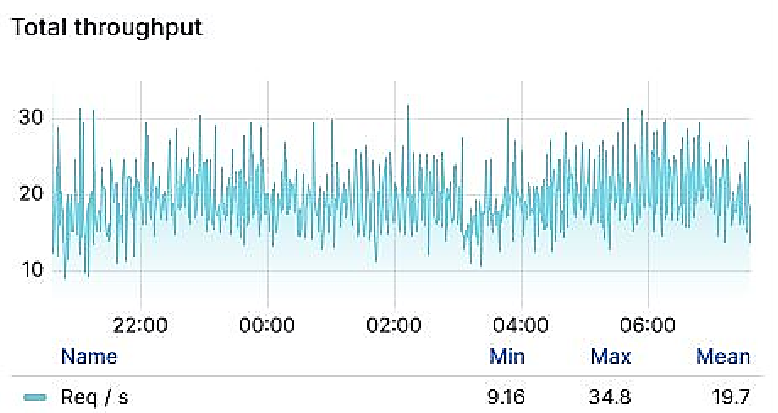 Total throughput
30
20
10
22:00 00:00 02:00 04:00 06:00
Name Min Max Mean
Req / s 9.16 34.8 19.7